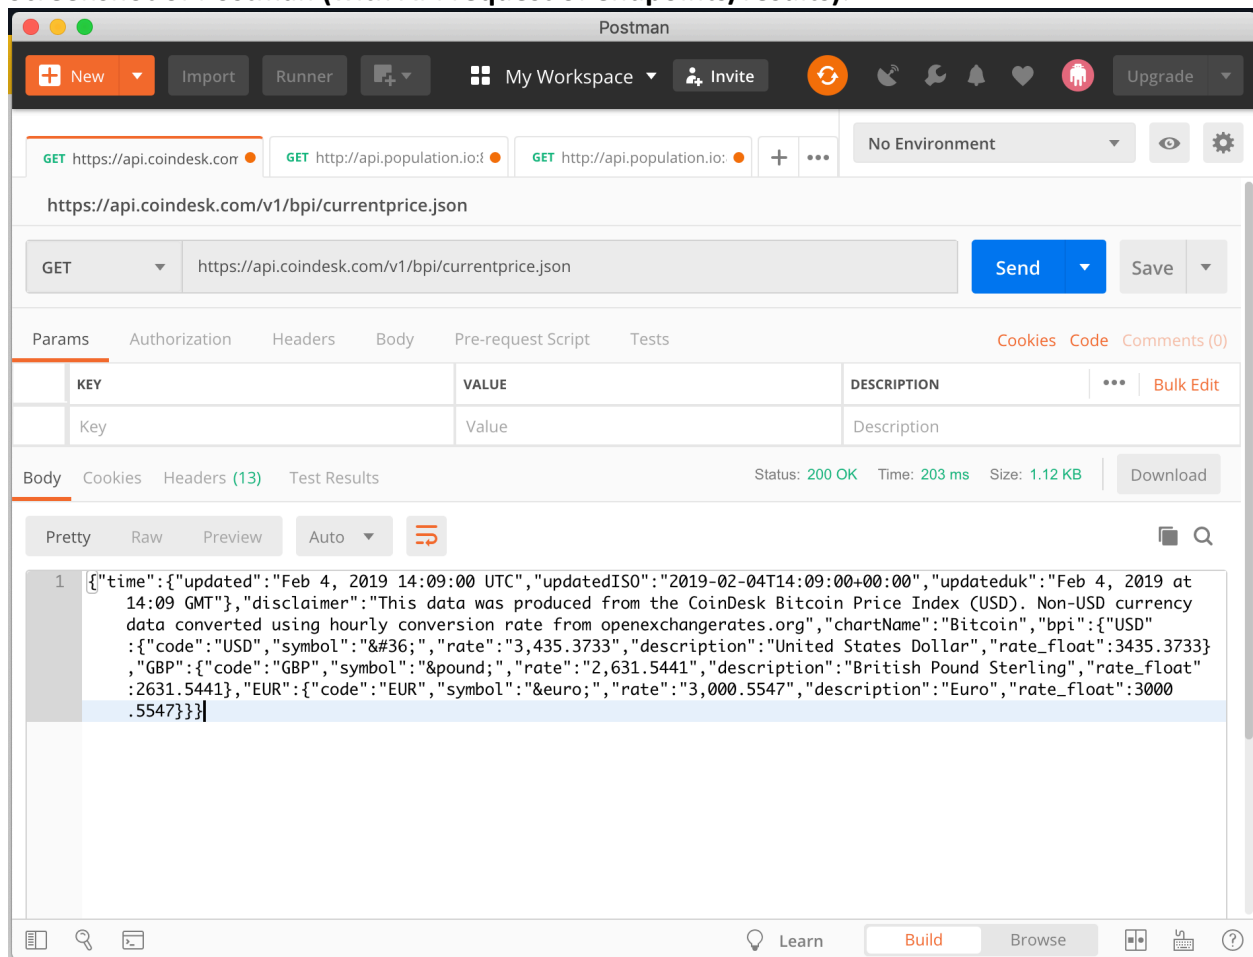 Postman
New Import Runner My Workspace Invite Upgrade
GET https://api.coindesk.com GET http://api.population.io:8 GET http://api.population.io: + ••• No Environment
https://api.coindesk.com/v1/bpi/currentprice.json
GET https://api.coindesk.com/v1/bpi/currentprice.json Send Save
Params Authorization Headers Body Pre-request Script Tests Cookies Code Comments (0)
KEY VALUE DESCRIPTION ••• Bulk Edit
Key Value Description
Body Cookies Headers (13) Test Results Status: 200 OK Time: 203 ms Size: 1.12 KB Download
Pretty Raw Preview Auto
1 {"time":{"updated":"Feb 4, 2019 14:09:00 UTC","updatedISO":"2019-02-04T14:09:00+00:00","updateduk":"Feb 4, 2019 at
14:09 GMT"},"disclaimer":"This data was produced from the CoinDesk Bitcoin Price Index (USD). Non-USD currency
data converted using hourly conversion rate from openexchangerates.org","chartName":"Bitcoin","bpi":{"USD"
:{"code":"USD","symbol":"&#36;","rate":"3,435.3733","description":"United States Dollar","rate_float":3435.3733}
,"GBP":{"code":"GBP","symbol":"&pound;","rate":"2,631.5441","description":"British Pound Sterling","rate_float"
:2631.5441},"EUR":{"code":"EUR","symbol":"&euro;","rate":"3,000.5547","description":"Euro","rate_float":3000
.5547}}}
Learn Build Browse